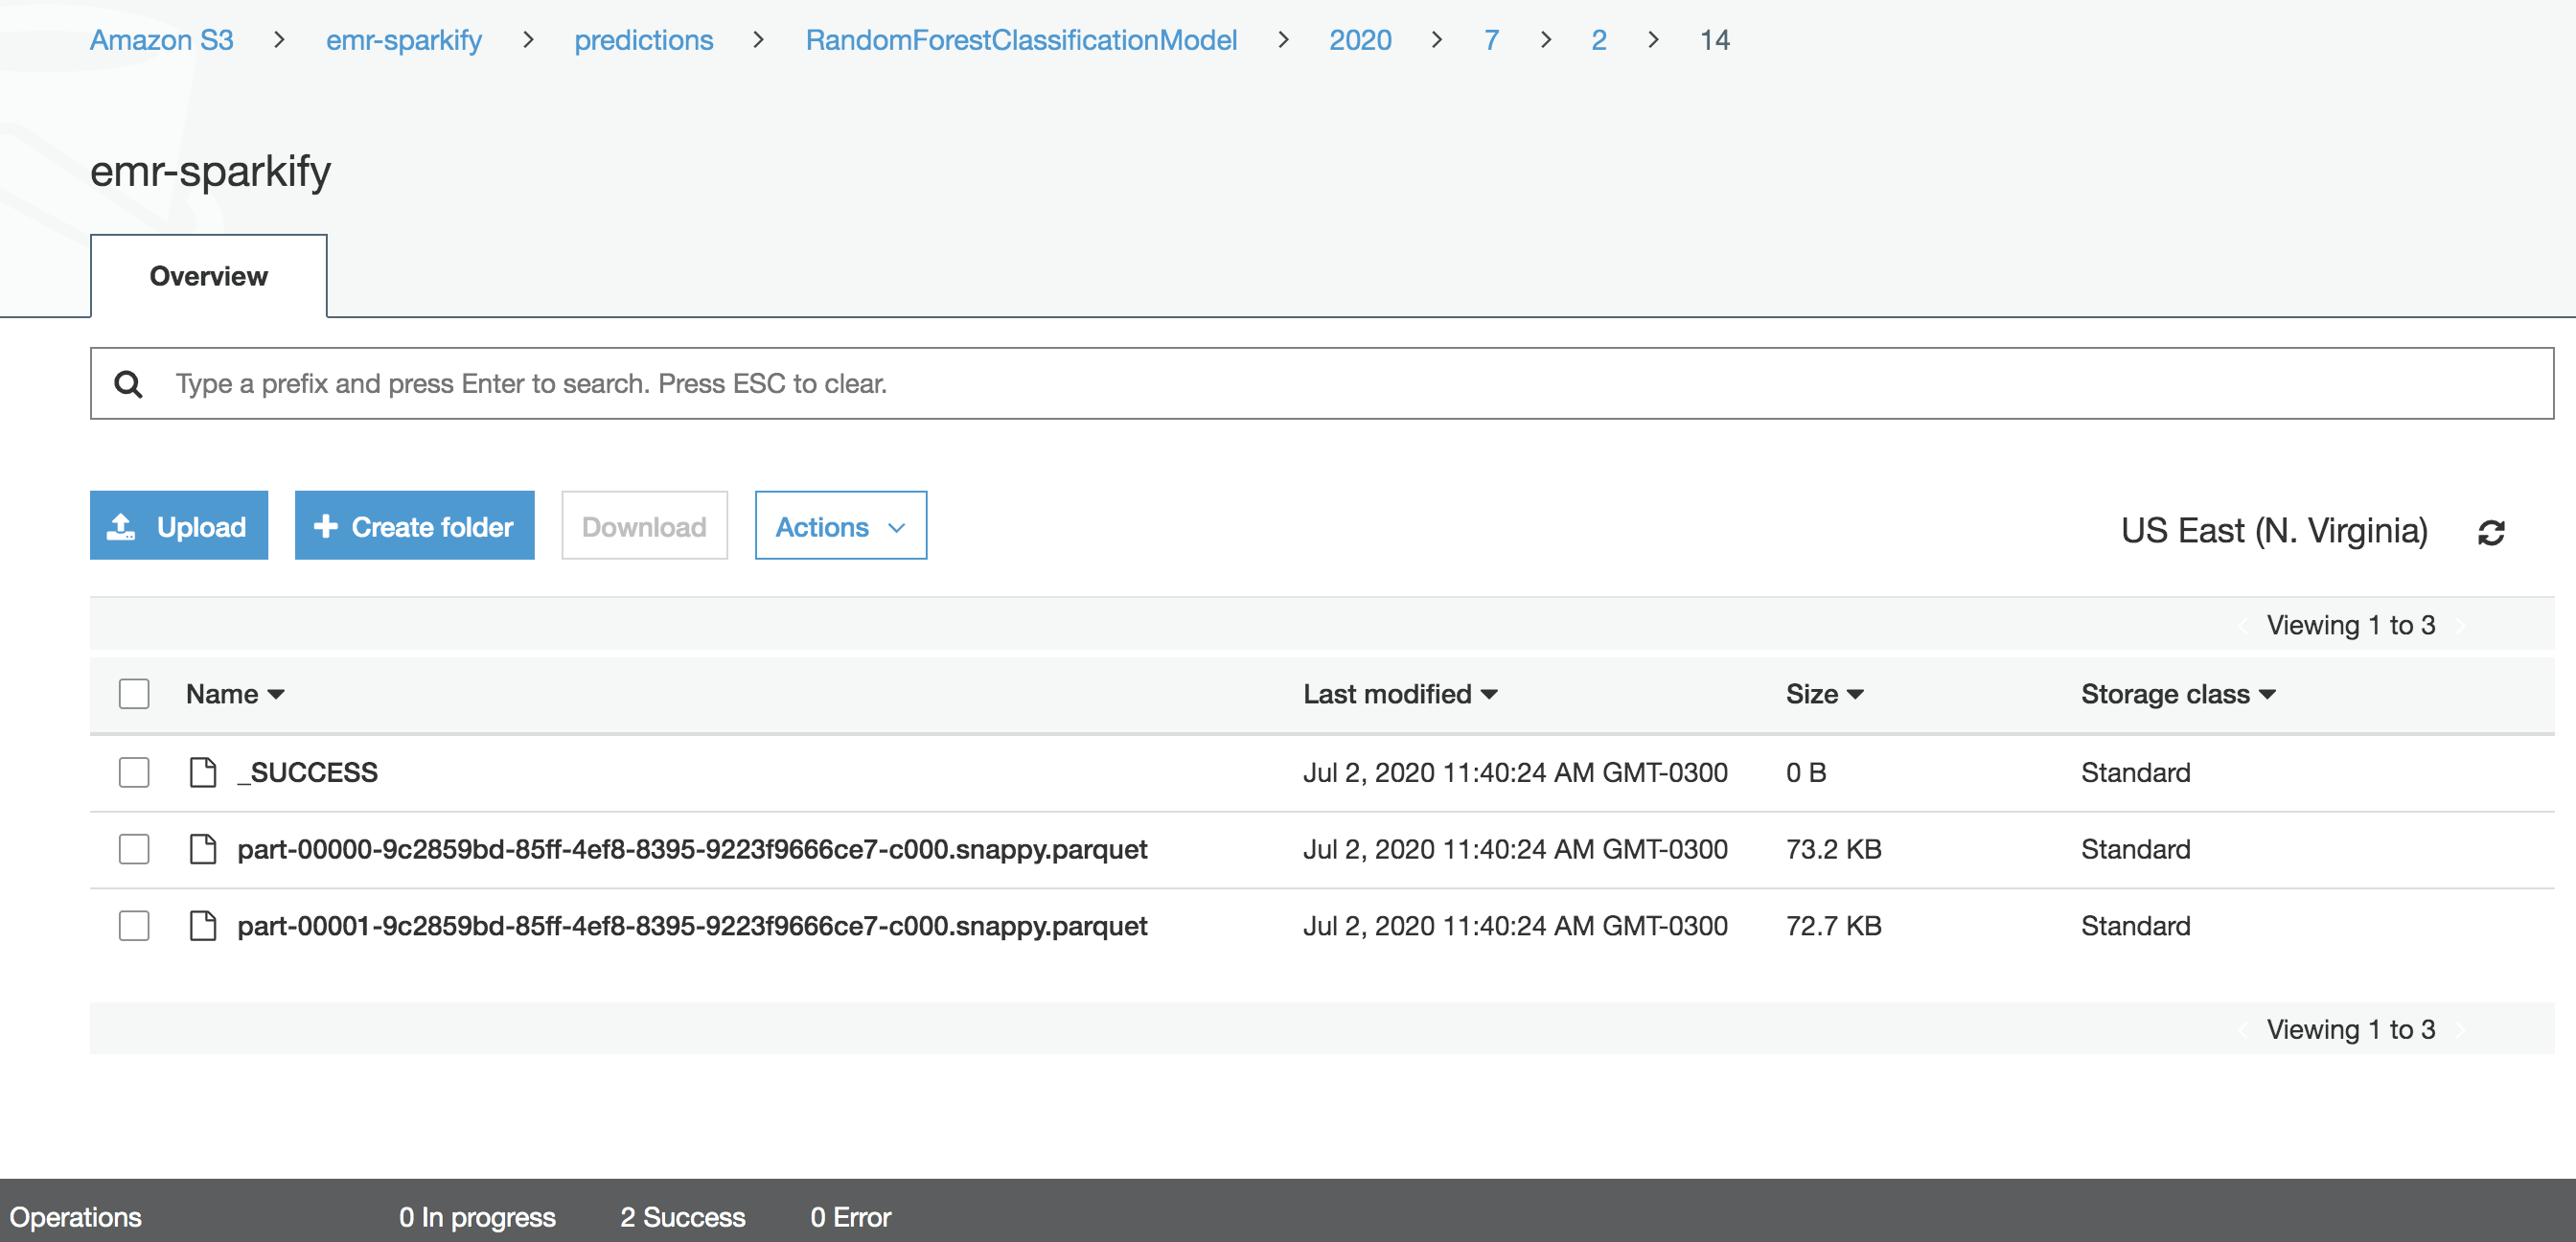 Amazon S3 > emr-sparkify > predictions > RandomForestClassificationModel > 2020 > 7 > 2 > 14
emr-sparkify
Overview
Type a prefix and press Enter to search. Press ESC to clear.
Upload Create folder Download Actions US East (N. Virginia)
Viewing 1 to 3
Name Last modified Size Storage class
_SUCCESS Jul 2, 2020 11:40:24 AM GMT-0300 0 B Standard
part-00000-9c2859bd-85ff-4ef8-8395-9223f9666ce7-c000.snappy.parquet Jul 2, 2020 11:40:24 AM GMT-0300 73.2 KB Standard
part-00001-9c2859bd-85ff-4ef8-8395-9223f9666ce7-c000.snappy.parquet Jul 2, 2020 11:40:24 AM GMT-0300 72.7 KB Standard
Viewing 1 to 3
Operations 0 In progress 2 Success 0 Error